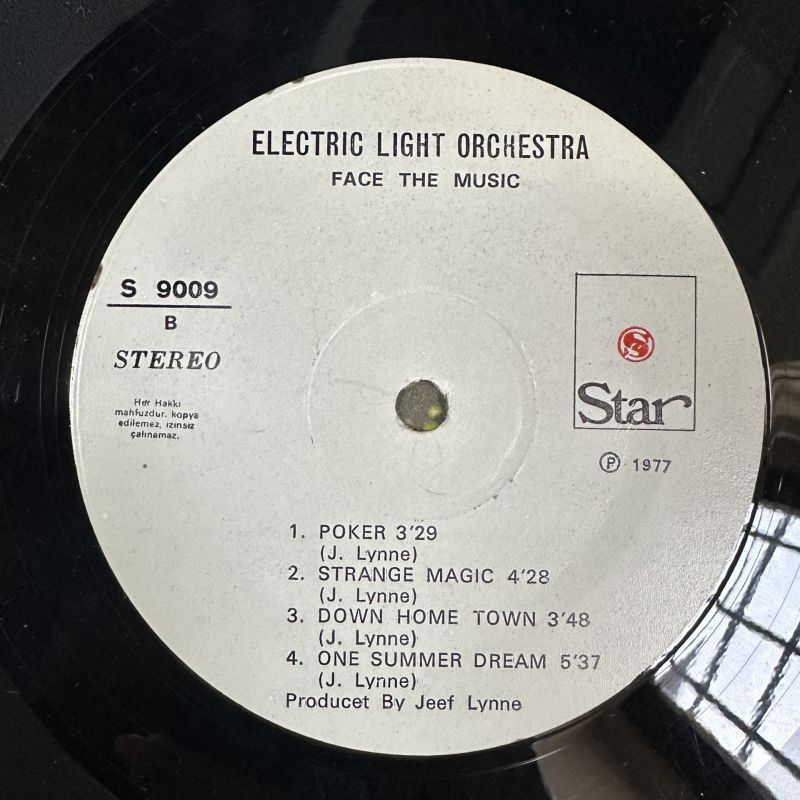 ELECTRIC LIGHT ORCHESTRA
FACE THE MUSIC
S 9009
B
STEREO
Her Hakkı
mahfuzdur. kopya
edilemez, izinsiz
çalınamaz.
Star
℗ 1977
1. POKER 3'29
(J. Lynne)
2. STRANGE MAGIC 4'28
(J. Lynne)
3. DOWN HOME TOWN 3'48
(J. Lynne)
4. ONE SUMMER DREAM 5'37
(J. Lynne)
Producet By Jeef Lynne